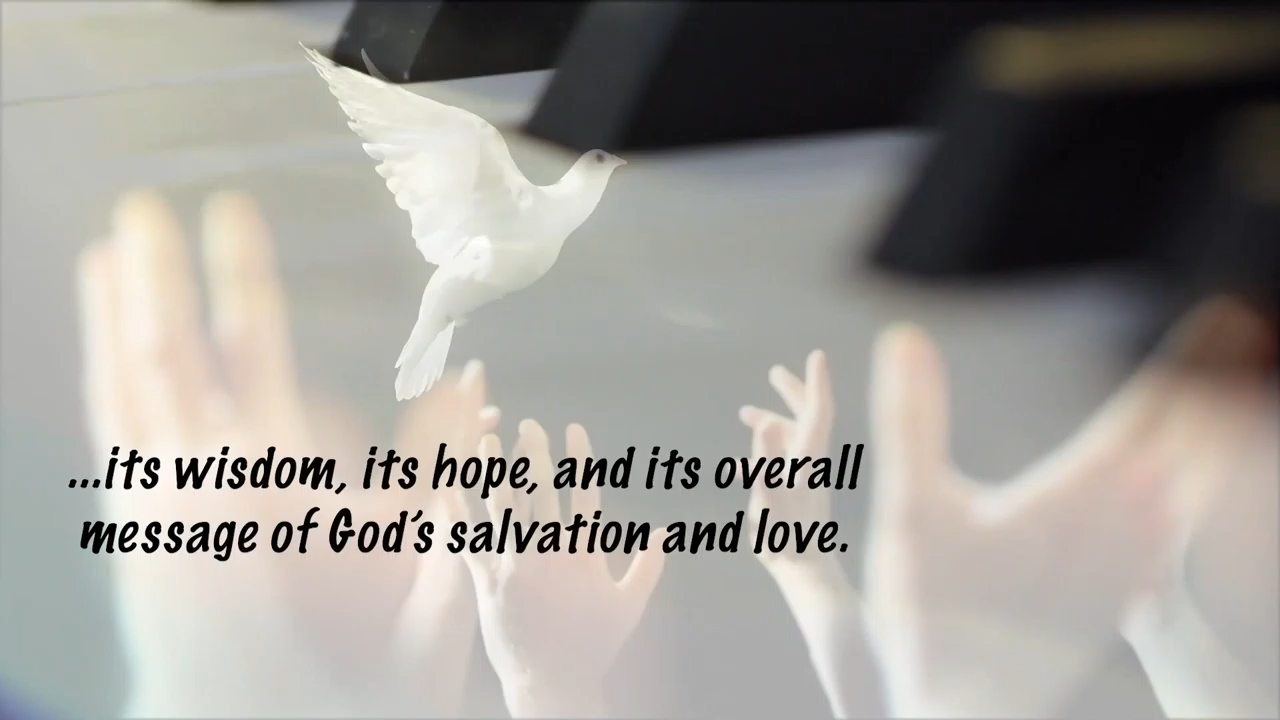 ...its wisdom, its hope, and its overall
message of God's salvation and love.